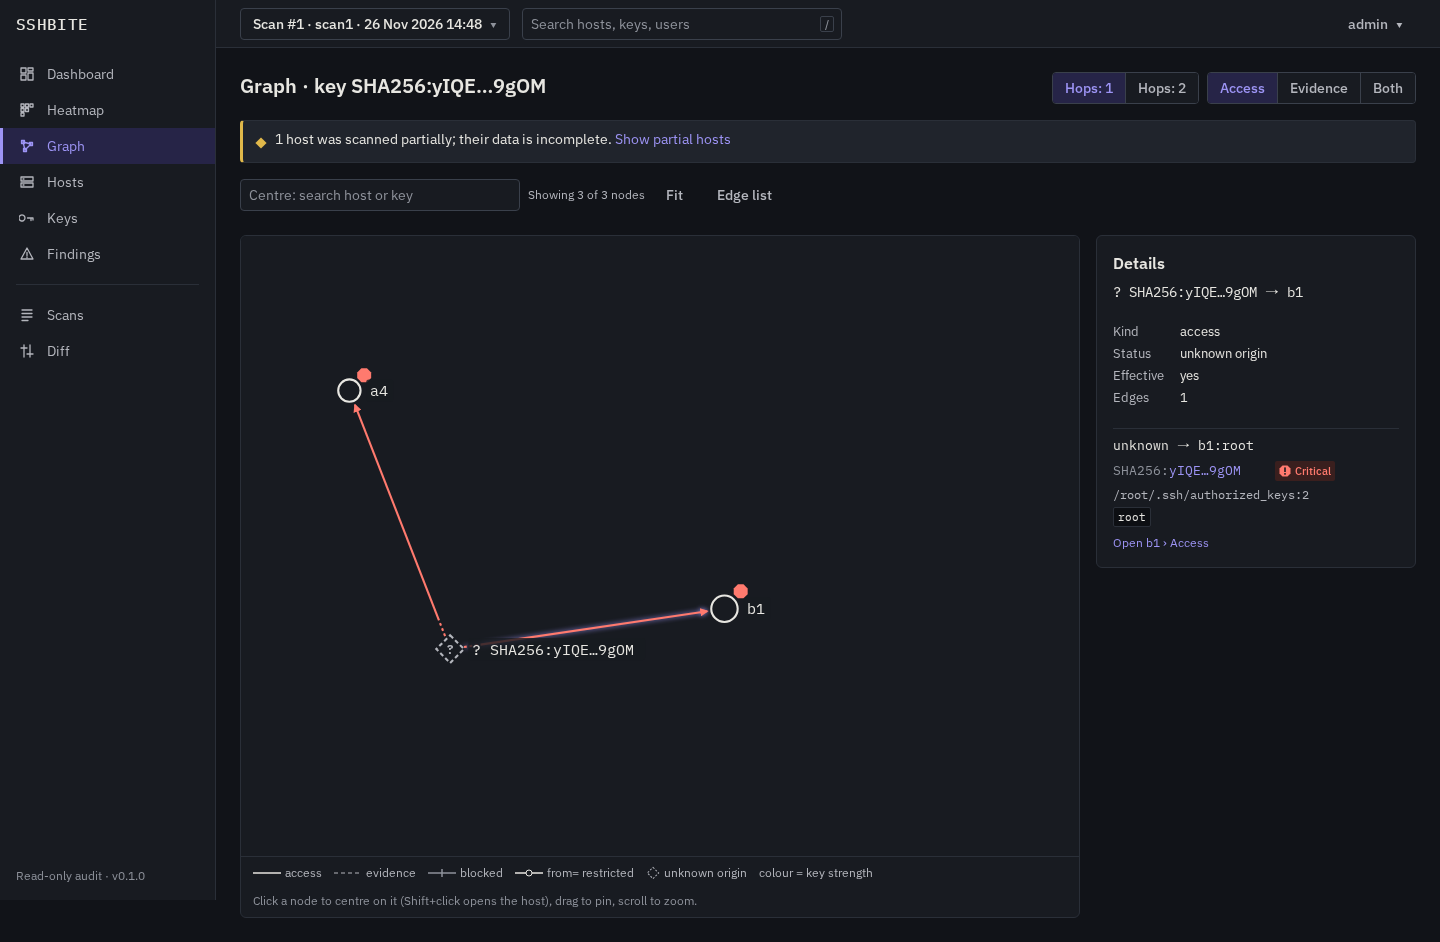 SSHBITE
Scan #1 · scan1 · 26 Nov 2026 14:48 ▾
Search hosts, keys, users
/
admin ▾
Dashboard
Heatmap
Graph
Hosts
Keys
Findings
Scans
Diff
Read-only audit · v0.1.0
Graph · key SHA256:yIQE…9gOM
Hops: 1
Hops: 2
Access
Evidence
Both
1 host was scanned partially; their data is incomplete. Show partial hosts
Centre: search host or key
Showing 3 of 3 nodes
Fit
Edge list
a4
b1
?
? SHA256:yIQE…9gOM
access
evidence
blocked
from= restricted
unknown origin
colour = key strength
Click a node to centre on it (Shift+click opens the host), drag to pin, scroll to zoom.
Details
? SHA256:yIQE…9gOM → b1
Kind access
Status unknown origin
Effective yes
Edges 1
unknown → b1:root
SHA256:yIQE…9gOM Critical
/root/.ssh/authorized_keys:2
root
Open b1 › Access